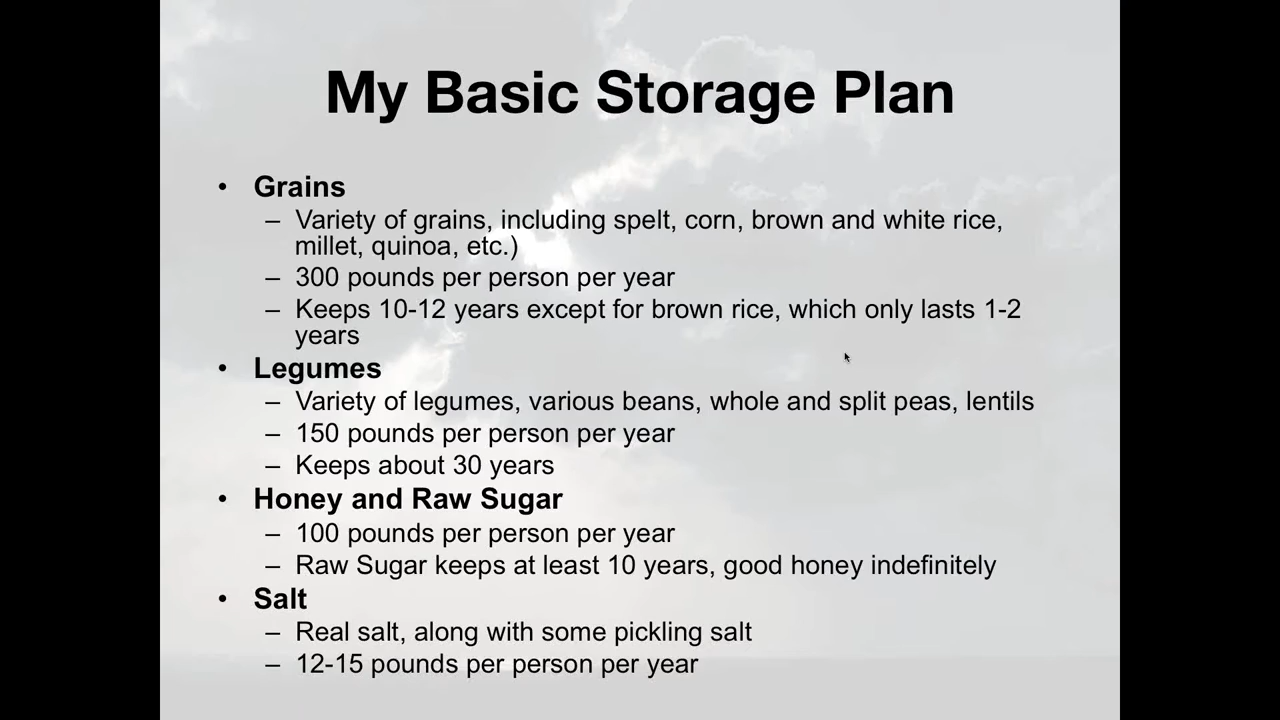 My Basic Storage Plan
• Grains
– Variety of grains, including spelt, corn, brown and white rice,
millet, quinoa, etc.)
– 300 pounds per person per year
– Keeps 10-12 years except for brown rice, which only lasts 1-2
years
• Legumes
– Variety of legumes, various beans, whole and split peas, lentils
– 150 pounds per person per year
– Keeps about 30 years
• Honey and Raw Sugar
– 100 pounds per person per year
– Raw Sugar keeps at least 10 years, good honey indefinitely
• Salt
– Real salt, along with some pickling salt
– 12-15 pounds per person per year